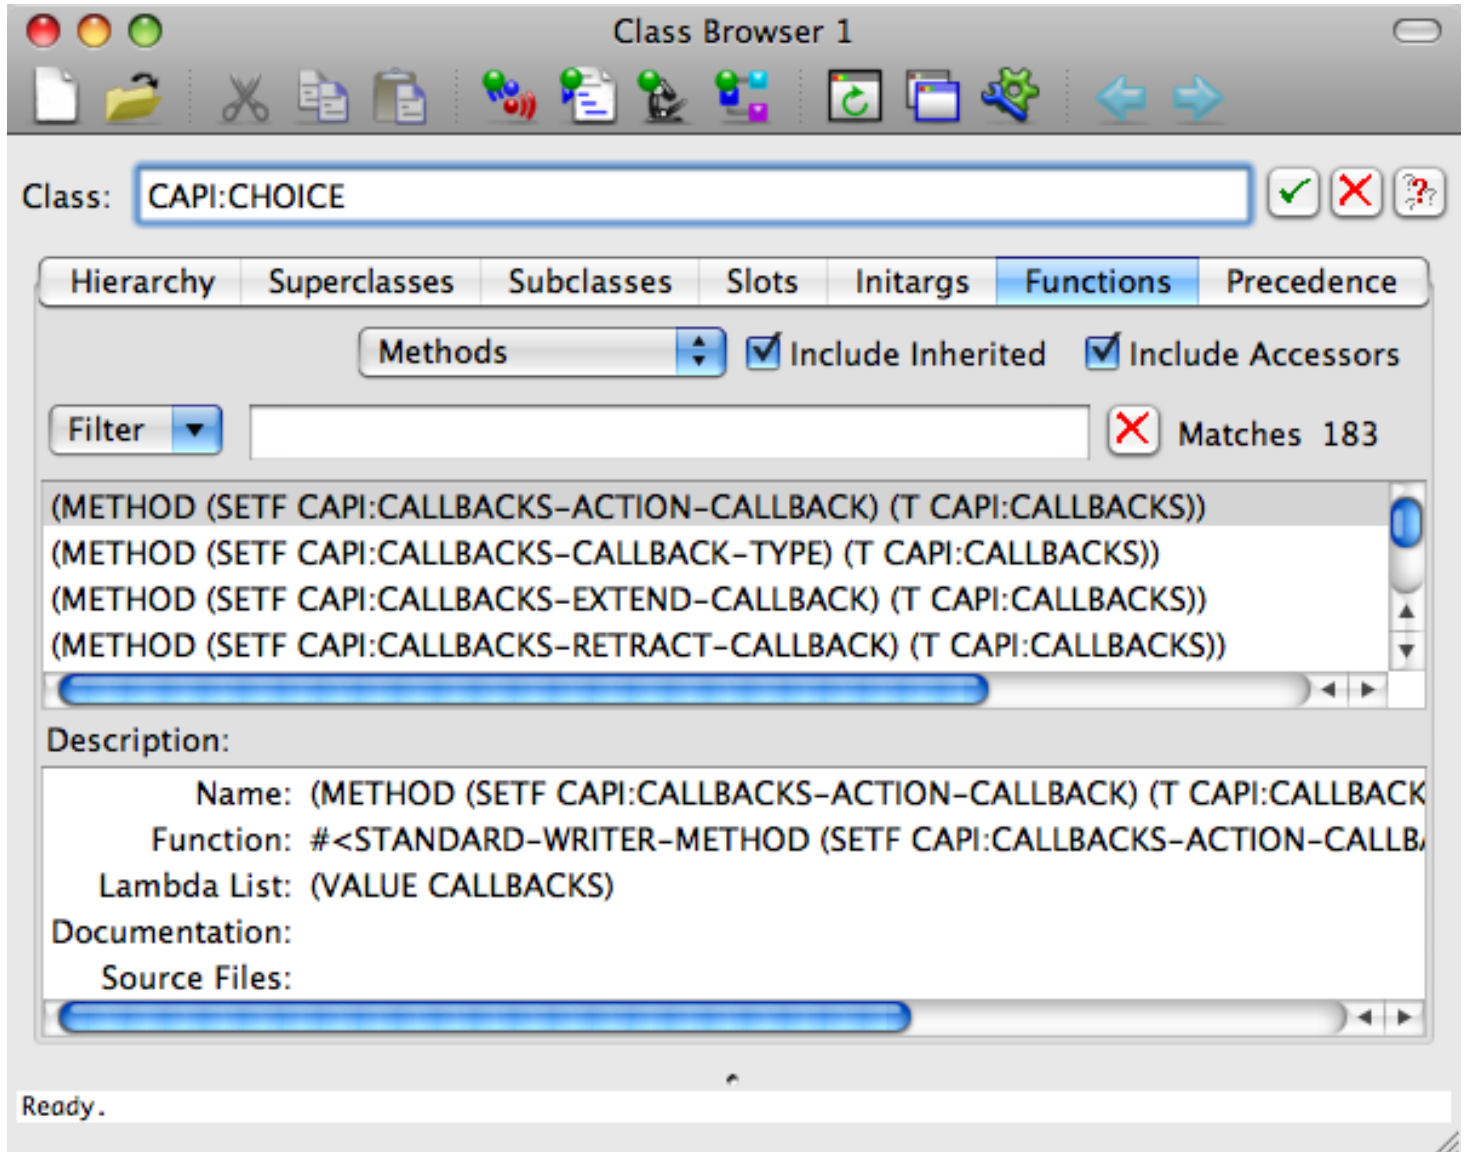 Class Browser 1
Class: CAPI:CHOICE
Hierarchy Superclasses Subclasses Slots Initargs Functions Precedence
Methods Include Inherited Include Accessors
Filter Matches 183
(METHOD (SETF CAPI:CALLBACKS-ACTION-CALLBACK) (T CAPI:CALLBACKS))
(METHOD (SETF CAPI:CALLBACKS-CALLBACK-TYPE) (T CAPI:CALLBACKS))
(METHOD (SETF CAPI:CALLBACKS-EXTEND-CALLBACK) (T CAPI:CALLBACKS))
(METHOD (SETF CAPI:CALLBACKS-RETRACT-CALLBACK) (T CAPI:CALLBACKS))
Description:
Name: (METHOD (SETF CAPI:CALLBACKS-ACTION-CALLBACK) (T CAPI:CALLBACK
Function: #<STANDARD-WRITER-METHOD (SETF CAPI:CALLBACKS-ACTION-CALLB
Lambda List: (VALUE CALLBACKS)
Documentation:
Source Files:
Ready.